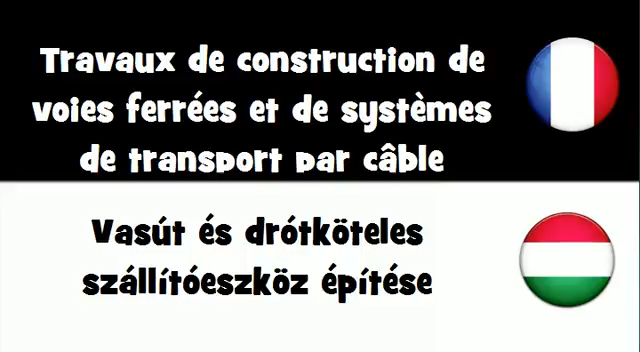 Travaux de construction de
voies ferrées et de systèmes
de transport par câble
Vasút és drótköteles
szállítóeszköz építése